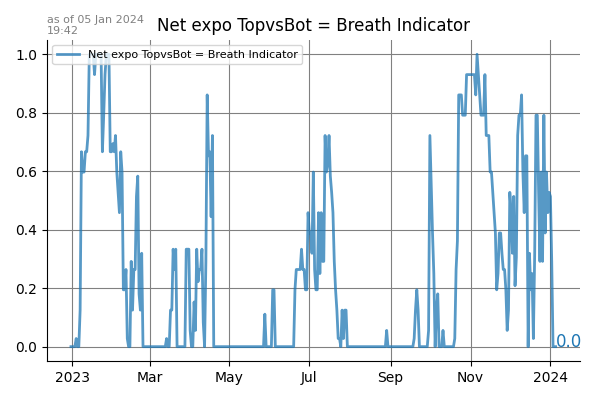 as of 05 Jan 2024
19:42
Net expo TopvsBot = Breath Indicator
Net expo TopvsBot = Breath Indicator
1.0
0.8
0.6
0.4
0.2
0.0
0.0
2023 Mar May Jul Sep Nov 2024